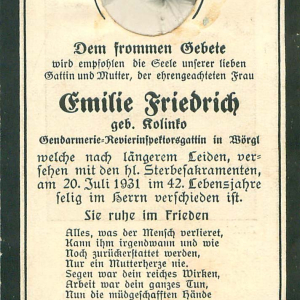 Dem frommen Gebete
wird empfohlen die Seele unserer lieben
Gattin und Mutter, der ehrengeachteten Frau
Emilie Friedrich
geb. Kolinko
Gendarmerie-Revierinspektorsgattin in Wörgl
welche nach längerem Leiden, ver-
sehen mit den hl. Sterbesakramenten,
am 20. Juli 1931 im 42. Lebensjahre
selig im Herrn verschieden ist.
Sie ruhe im Frieden
Alles, was der Mensch verlieret,
Kann ihm irgendwann und wie
Noch zurückerstattet werden,
Nur ein Mutterherze nie.
Segen war dein reiches Wirken,
Arbeit war dein ganzes Tun,
Nun die müdgeschafften Hände